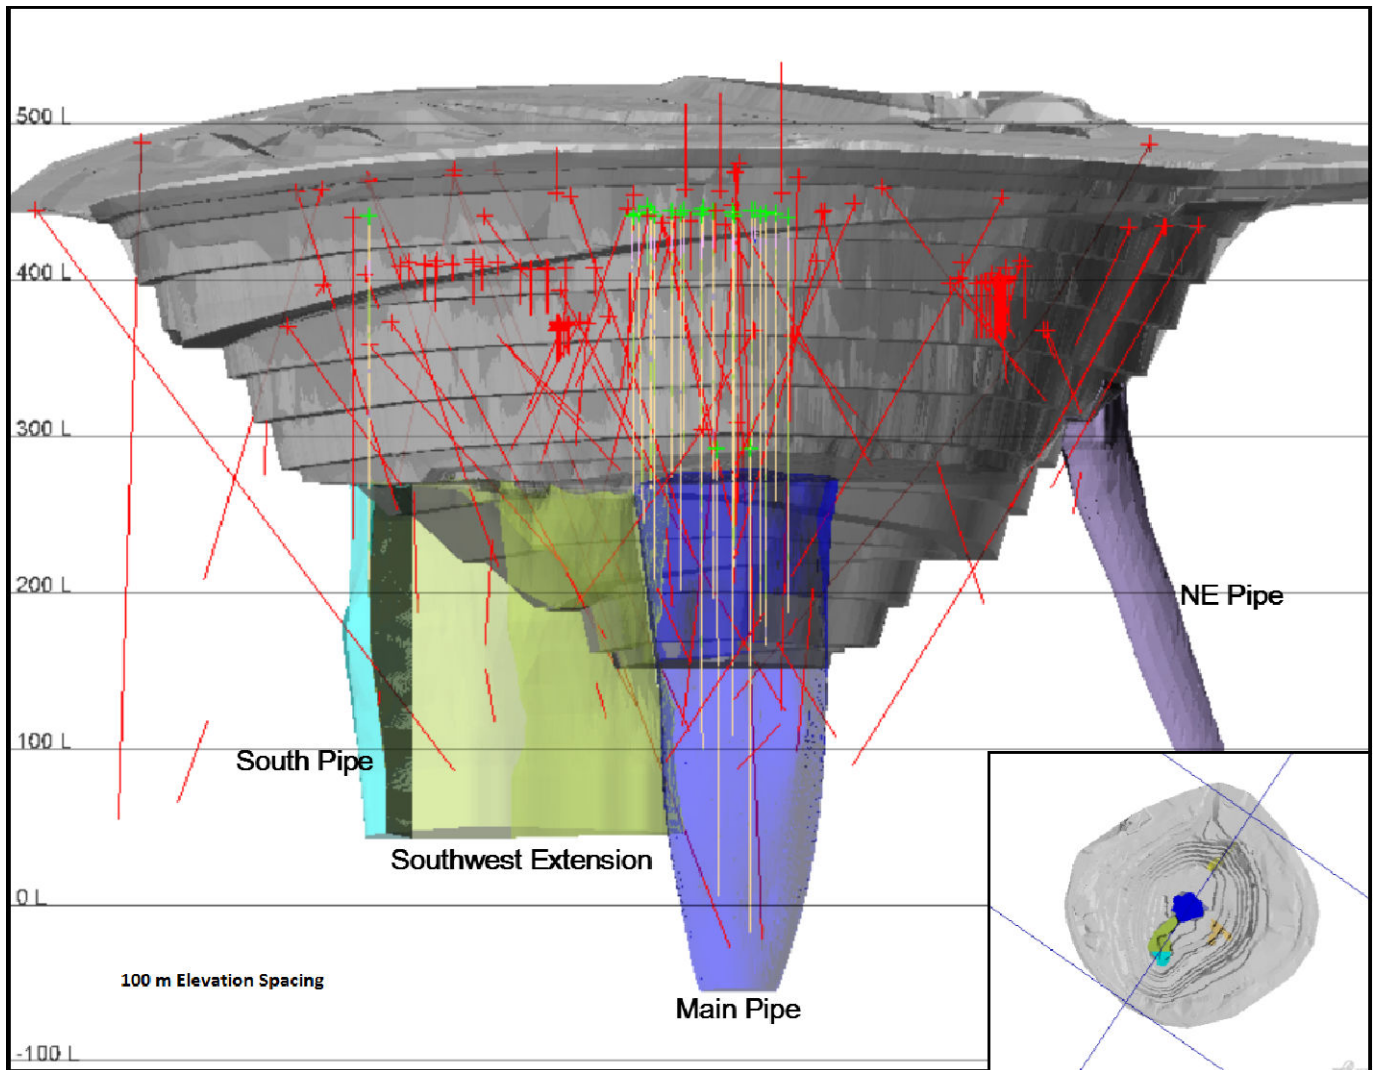 500 L
400 L
300 L
200 L
NE Pipe
100 L
South Pipe
Southwest Extension
0 L
100 m Elevation Spacing
Main Pipe
-100 L